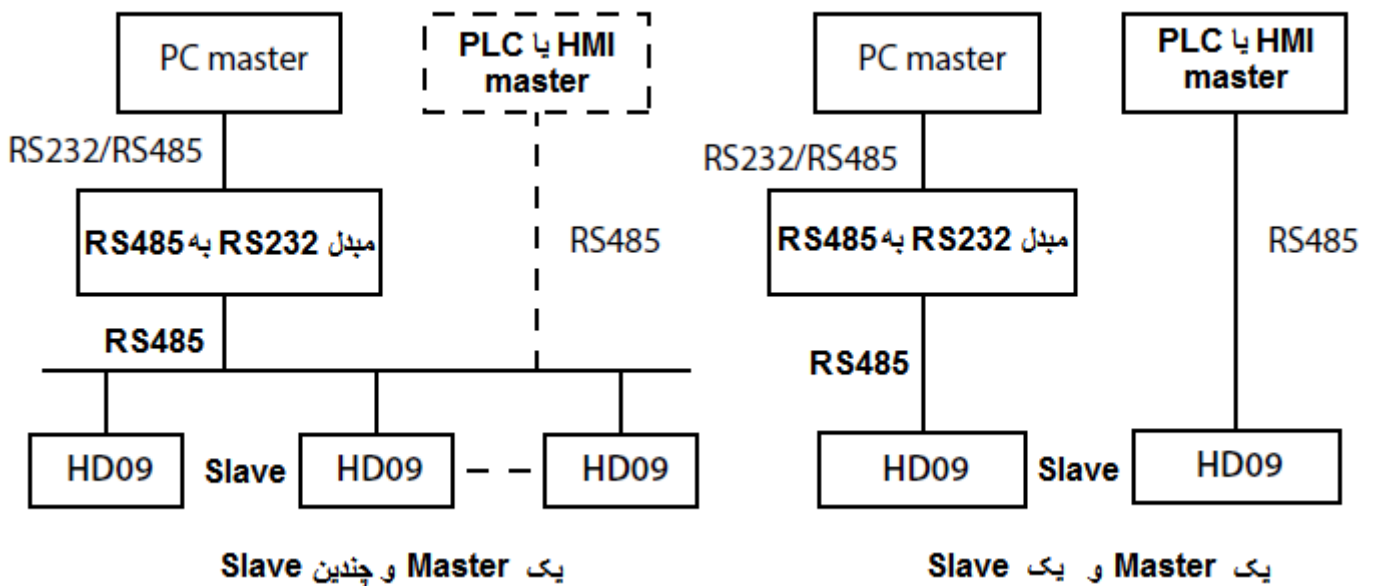 PC master
PLC یا HMI
master
RS232/RS485
مبدل RS232 به RS485
RS485
RS485
HD09
Slave
HD09
HD09
یک Master و چندین Slave
PC master
PLC یا HMI
master
RS232/RS485
مبدل RS232 به RS485
RS485
RS485
HD09
Slave
HD09
یک Master و یک Slave